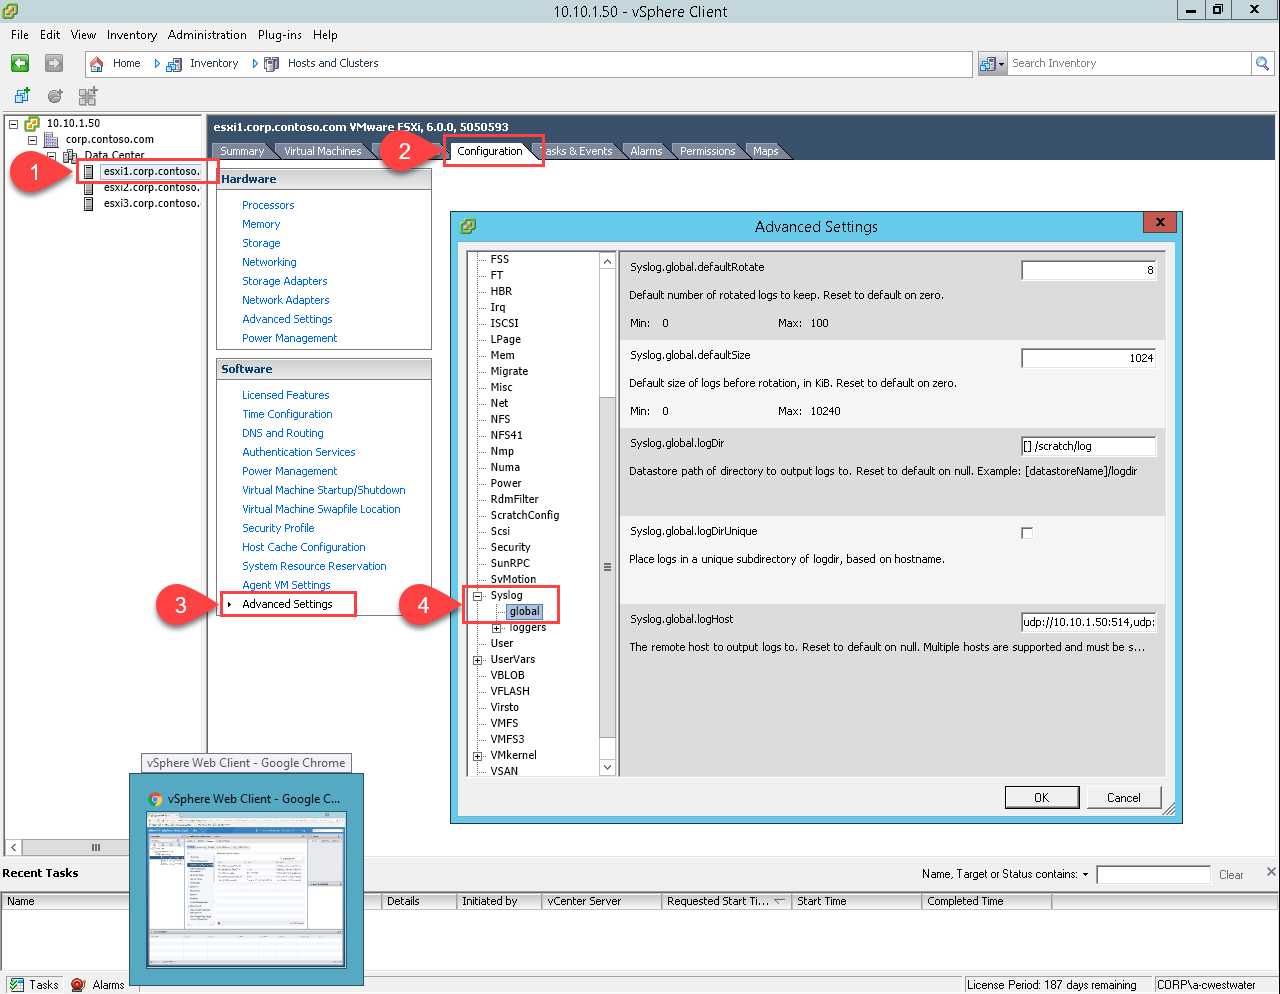 10.10.1.50 - vSphere Client
File Edit View Inventory Administration Plug-ins Help
Home Inventory Hosts and Clusters
Search Inventory
10.10.1.50
corp.contoso.com
Data Center
esxi1.corp.contoso.
esxi2.corp.contoso.
esxi3.corp.contoso.
1
esxi1.corp.contoso.com VMware ESXi, 6.0.0, 5050593
Summary Virtual Machines 2 Configuration Tasks & Events Alarms Permissions Maps
Hardware
Processors
Memory
Storage
Networking
Storage Adapters
Network Adapters
Advanced Settings
Power Management
Software
Licensed Features
Time Configuration
DNS and Routing
Authentication Services
Power Management
Virtual Machine Startup/Shutdown
Virtual Machine Swapfile Location
Security Profile
Host Cache Configuration
System Resource Reservation
Agent VM Settings
3 Advanced Settings
Advanced Settings
FSS
FT
HBR
Irq
ISCSI
LPage
Mem
Migrate
Misc
Net
NFS
NFS41
Nmp
Numa
Power
RdmFilter
ScratchConfig
Scsi
Security
SunRPC
SvMotion
Syslog
4 global
loggers
User
UserVars
VBLOB
VFLASH
Virsto
VMFS
VMFS3
VMkernel
VSAN
Syslog.global.defaultRotate 8
Default number of rotated logs to keep. Reset to default on zero.
Min: 0 Max: 100
Syslog.global.defaultSize 1024
Default size of logs before rotation, in KiB. Reset to default on zero.
Min: 0 Max: 10240
Syslog.global.logDir [] /scratch/log
Datastore path of directory to output logs to. Reset to default on null. Example: [datastoreName]/logdir
Syslog.global.logDirUnique
Place logs in a unique subdirectory of logdir, based on hostname.
Syslog.global.logHost udp://10.10.1.50:514,udp:
The remote host to output logs to. Reset to default on null. Multiple hosts are supported and must be s...
OK Cancel
vSphere Web Client - Google Chrome
vSphere Web Client - Google C...
Recent Tasks
Name, Target or Status contains: Clear
Name Details Initiated by vCenter Server Requested Start Ti... Start Time Completed Time
Tasks Alarms
License Period: 187 days remaining CORP\a-cwestwater